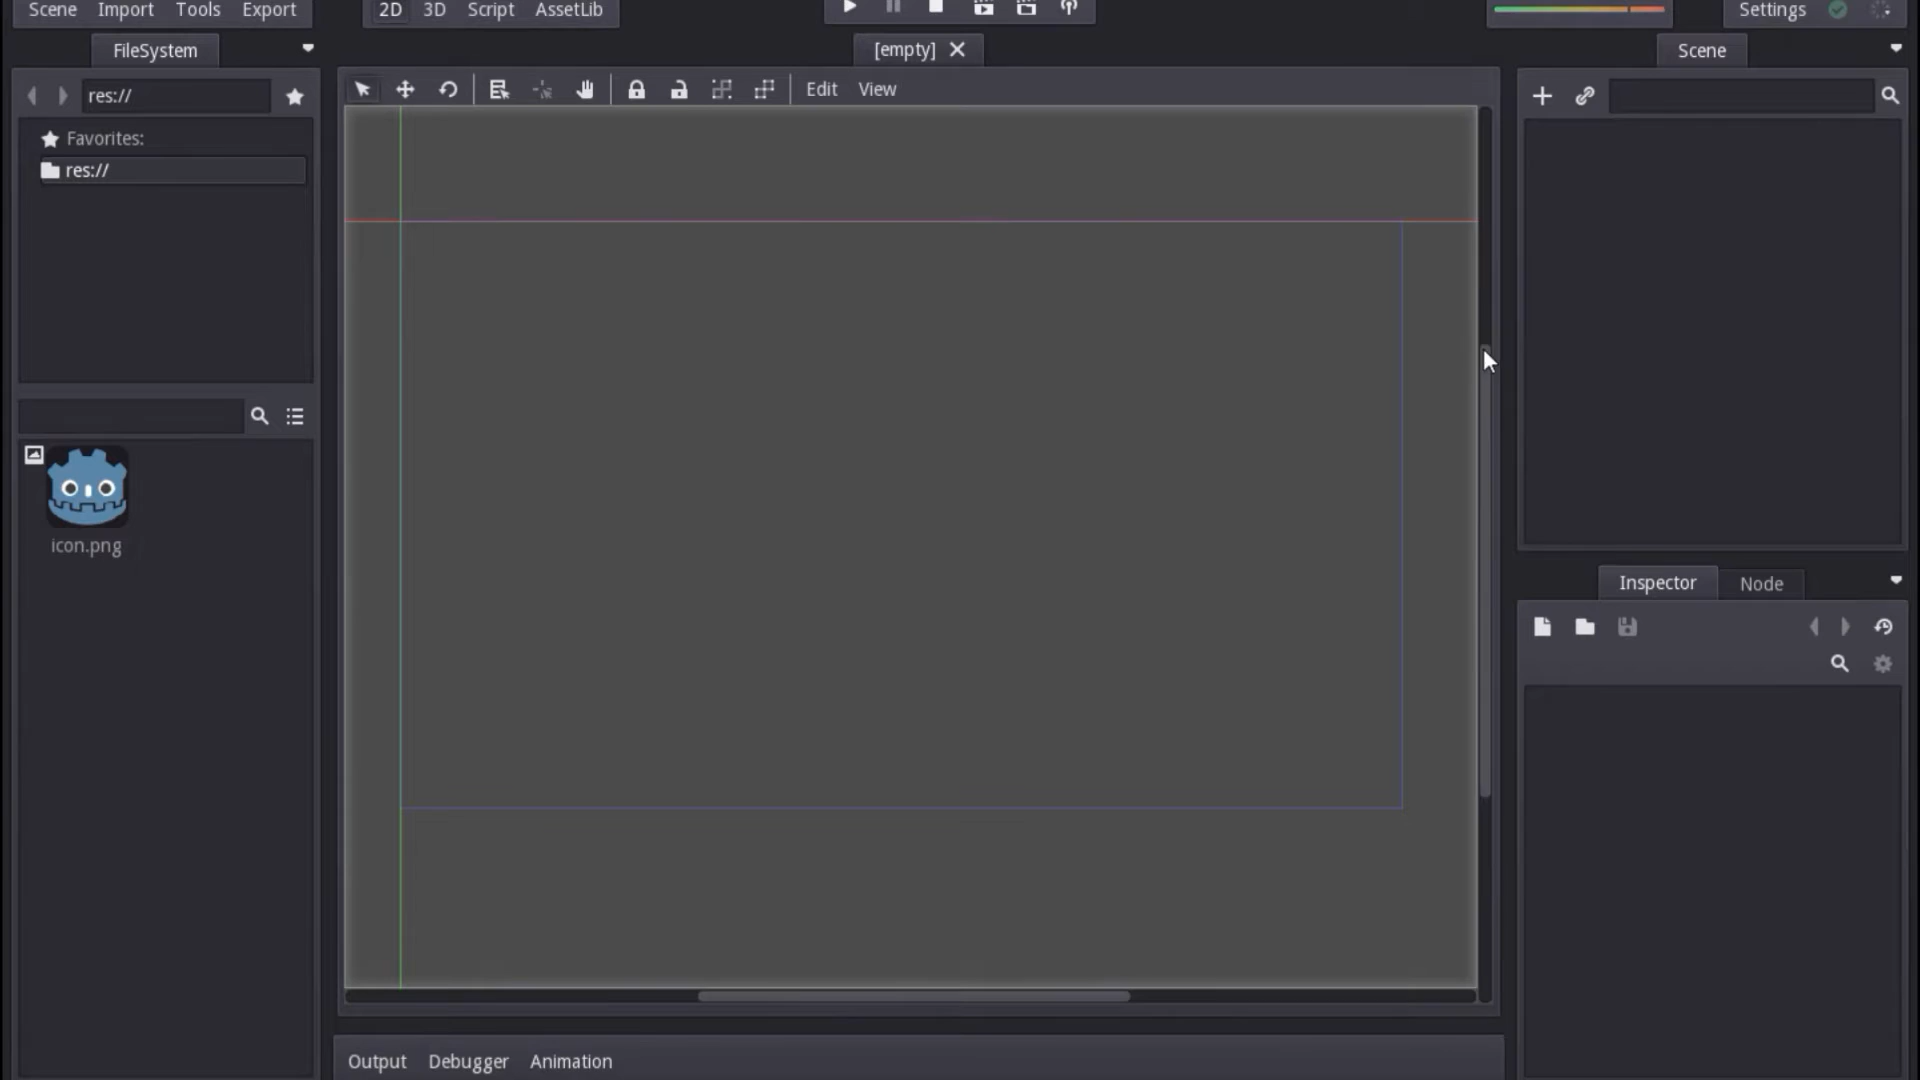 Scene Import Tools Export 2D 3D Script AssetLib Settings
FileSystem [empty] Scene
res:// Edit View
Favorites:
res://
icon.png
Inspector Node
Output Debugger Animation